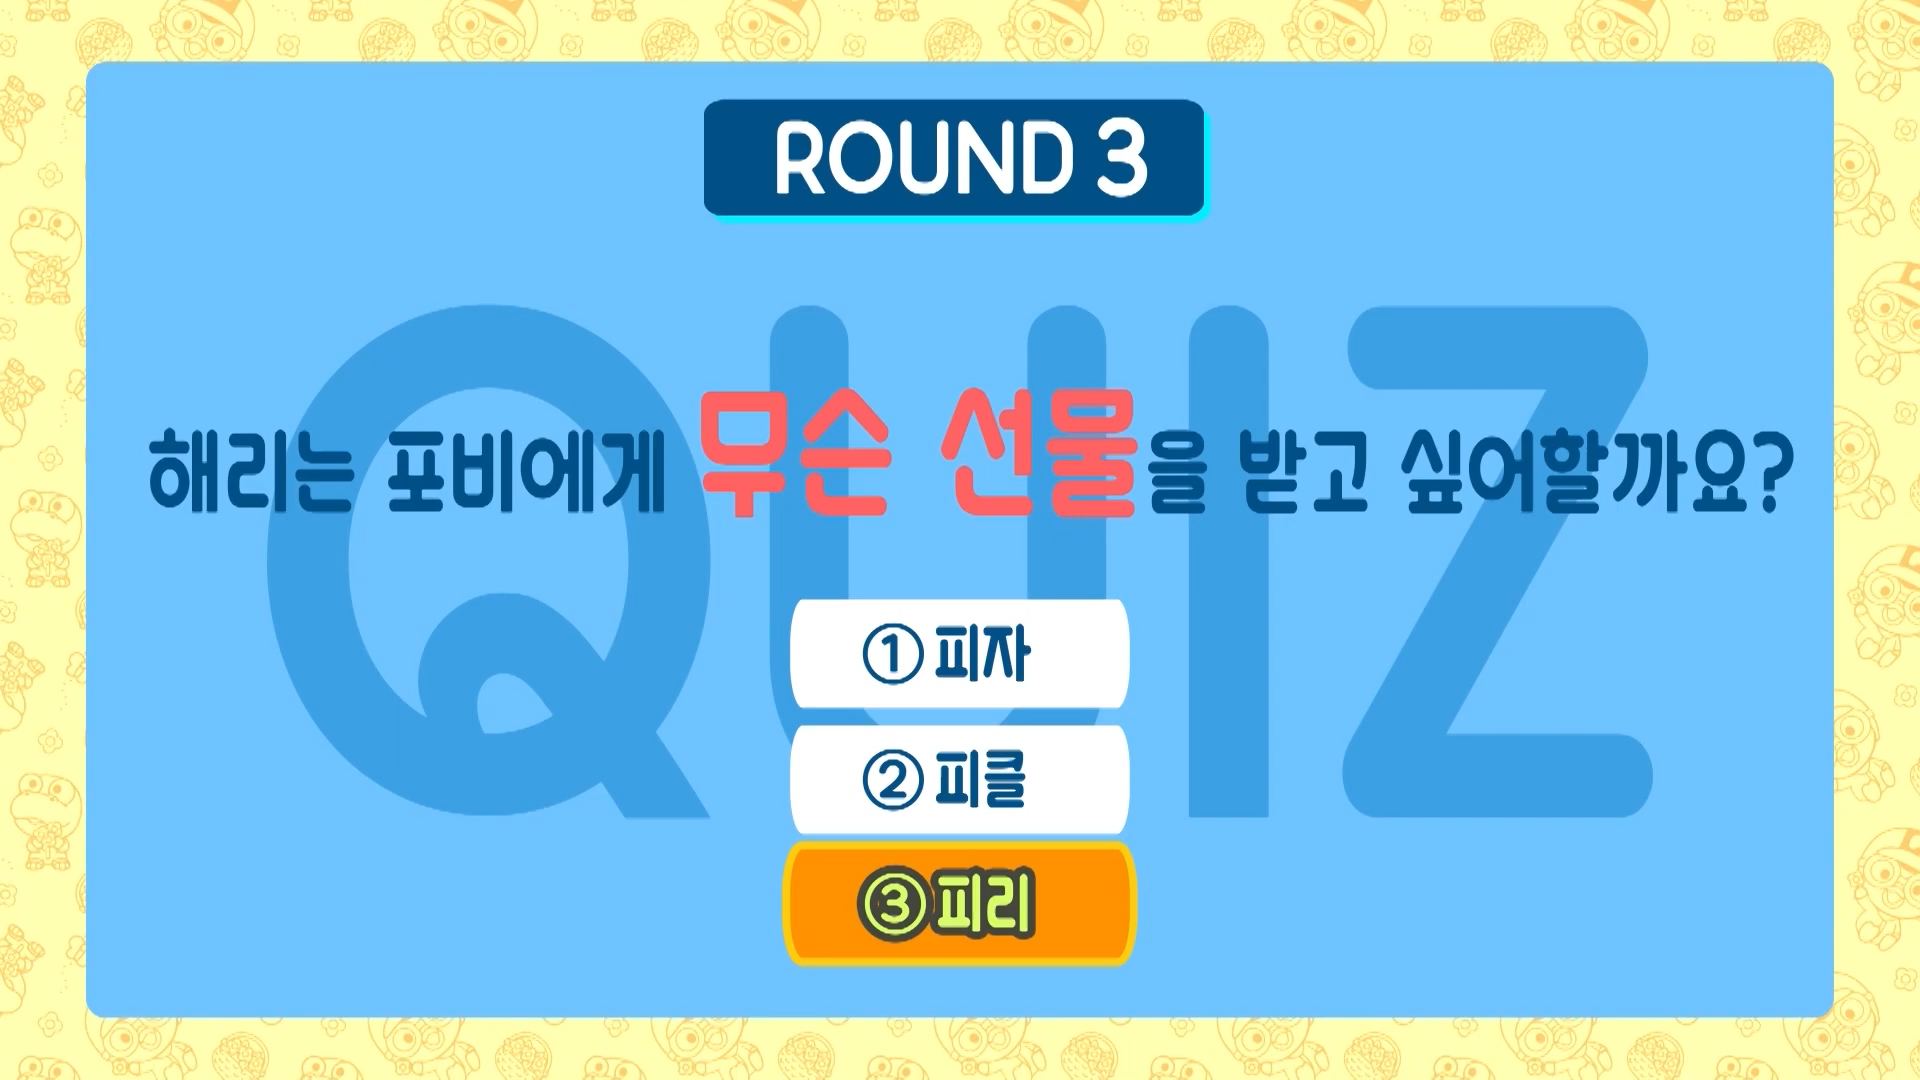 ROUND 3
QUIZ
해리는 포비에게 무슨 선물을 받고 싶어할까요?
① 피자
② 피클
③ 피리